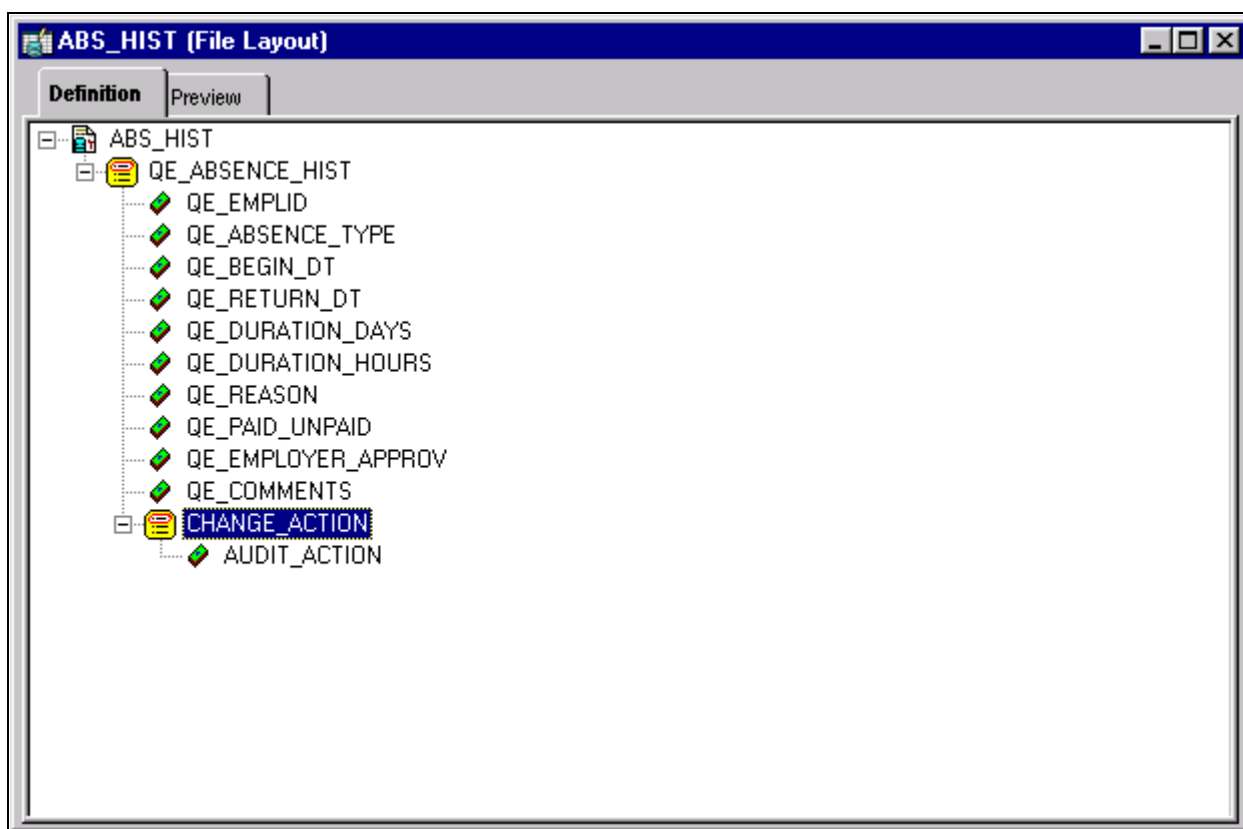 ABS_HIST (File Layout)
Definition Preview
ABS_HIST
QE_ABSENCE_HIST
QE_EMPLID
QE_ABSENCE_TYPE
QE_BEGIN_DT
QE_RETURN_DT
QE_DURATION_DAYS
QE_DURATION_HOURS
QE_REASON
QE_PAID_UNPAID
QE_EMPLOYER_APPROV
QE_COMMENTS
CHANGE_ACTION
AUDIT_ACTION